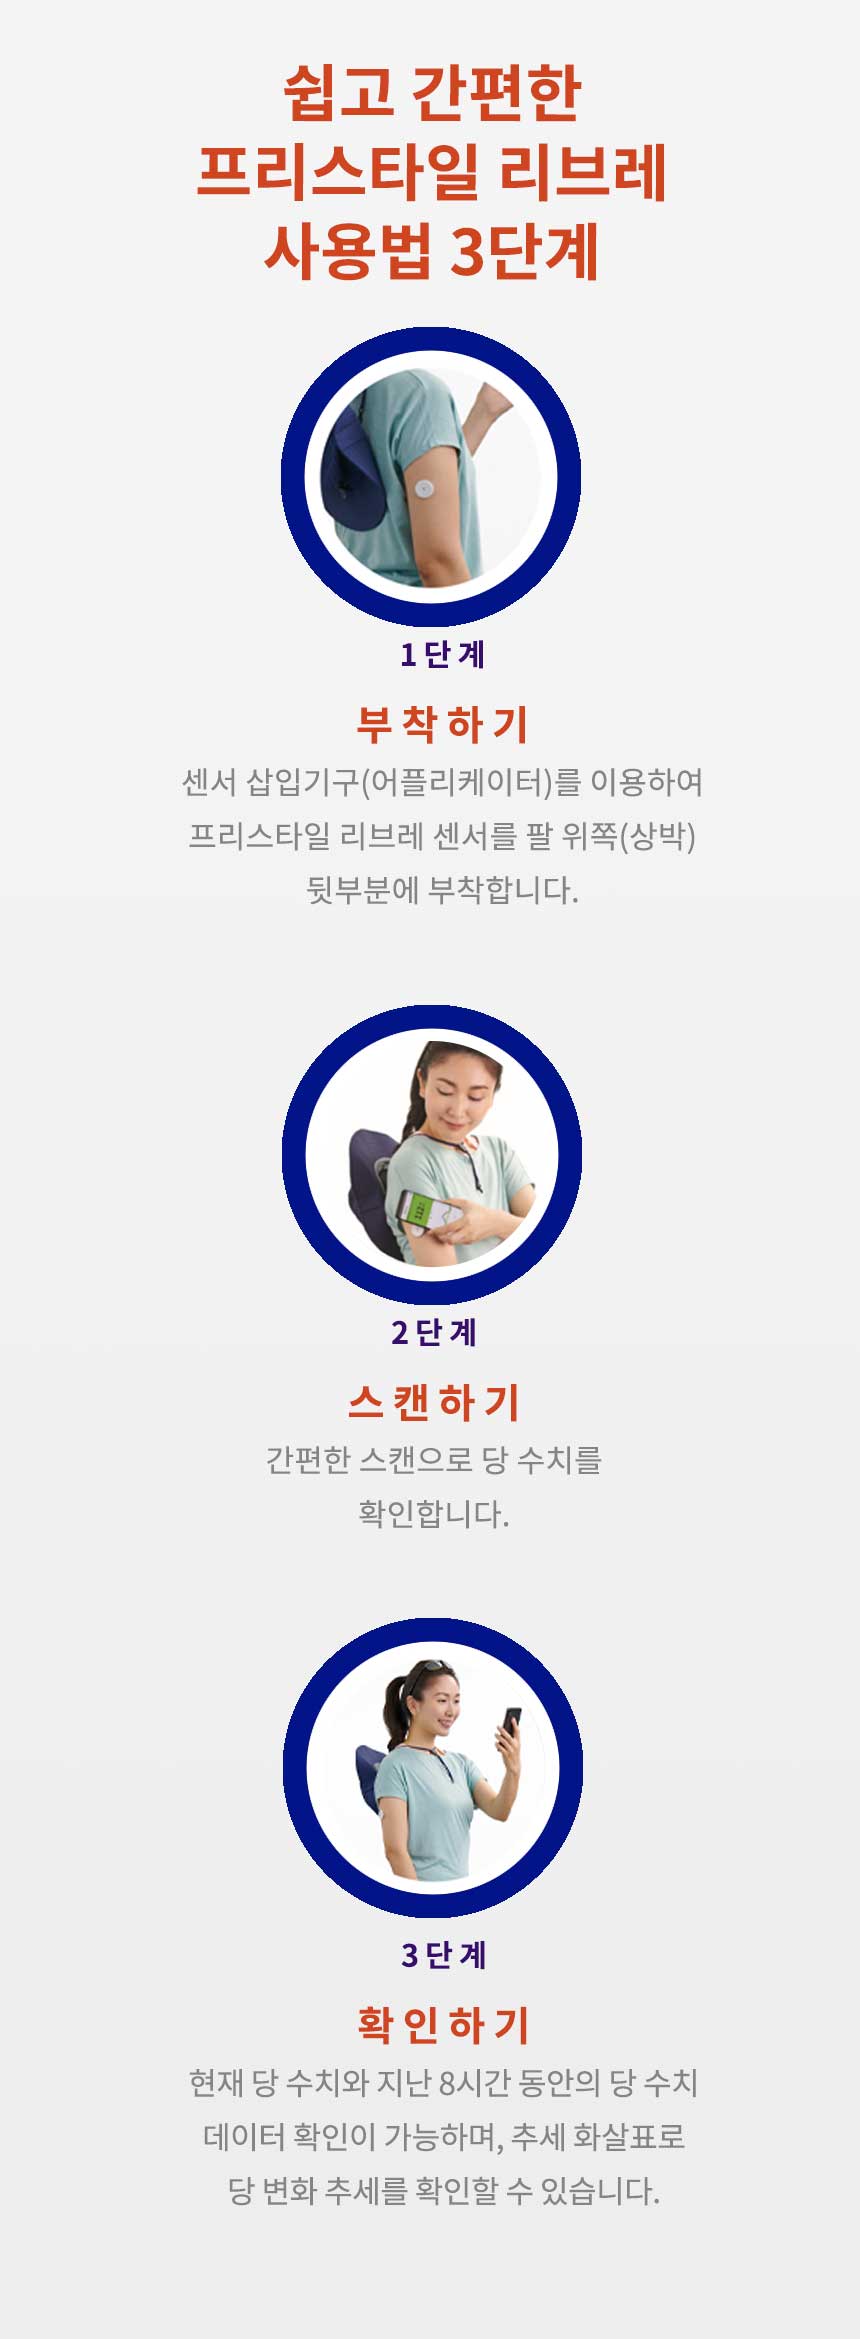 쉽고 간편한
프리스타일 리브레
사용법 3단계
1단계
부착하기
센서 삽입기구(어플리케이터)를 이용하여
프리스타일 리브레 센서를 팔 위쪽(상박)
뒷부분에 부착합니다.
112
2단계
스캔하기
간편한 스캔으로 당 수치를
확인합니다.
3단계
확인하기
현재 당 수치와 지난 8시간 동안의 당 수치
데이터 확인이 가능하며, 추세 화살표로
당 변화 추세를 확인할 수 있습니다.